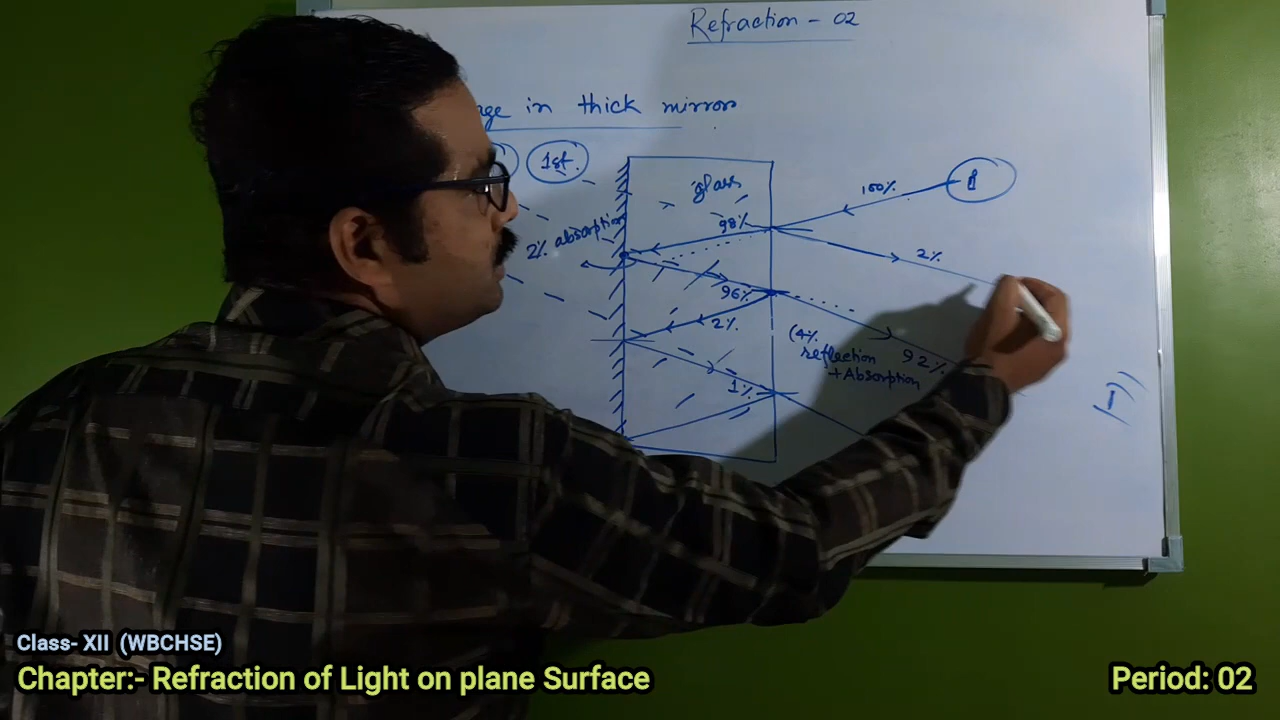 Refraction - 02
in thick mirror
1st.
glass
100%
98%
2% absorption
2%
96%
2%
(4%
reflection 92%
+Absorption
1%
Class- XII (WBCHSE)
Chapter:- Refraction of Light on plane Surface
Period: 02